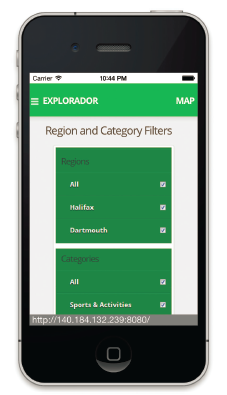 Carrier 10:44 PM
EXPLORADOR MAP
Region and Category Filters
Regions
All
Halifax
Dartmouth
Categories
All
Sports & Activities
http://140.184.132.239:8080/